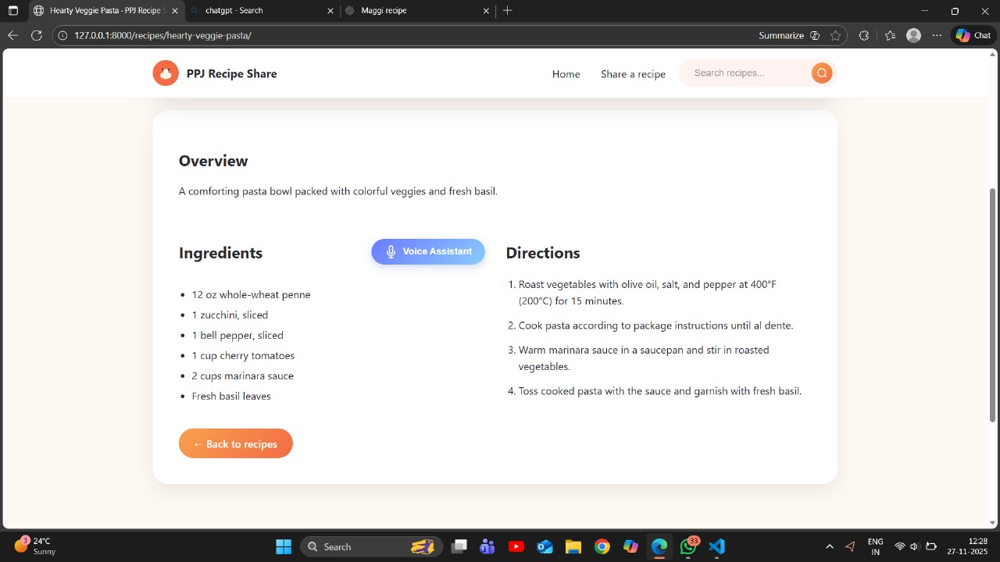 Hearty Veggie Pasta · PPJ Recipe S
chatgpt - Search
Maggi recipe
127.0.0.1:8000/recipes/hearty-veggie-pasta/
Summarize
Chat
PPJ Recipe Share
Home
Share a recipe
Search recipes...
Overview
A comforting pasta bowl packed with colorful veggies and fresh basil.
Ingredients
Voice Assistant
• 12 oz whole-wheat penne
• 1 zucchini, sliced
• 1 bell pepper, sliced
• 1 cup cherry tomatoes
• 2 cups marinara sauce
• Fresh basil leaves
Directions
1. Roast vegetables with olive oil, salt, and pepper at 400°F
(200°C) for 15 minutes.
2. Cook pasta according to package instructions until al dente.
3. Warm marinara sauce in a saucepan and stir in roasted
vegetables.
4. Toss cooked pasta with the sauce and garnish with fresh basil.
← Back to recipes
3
24°C
Sunny
Search
33
ENG
IN
12:28
27-11-2025